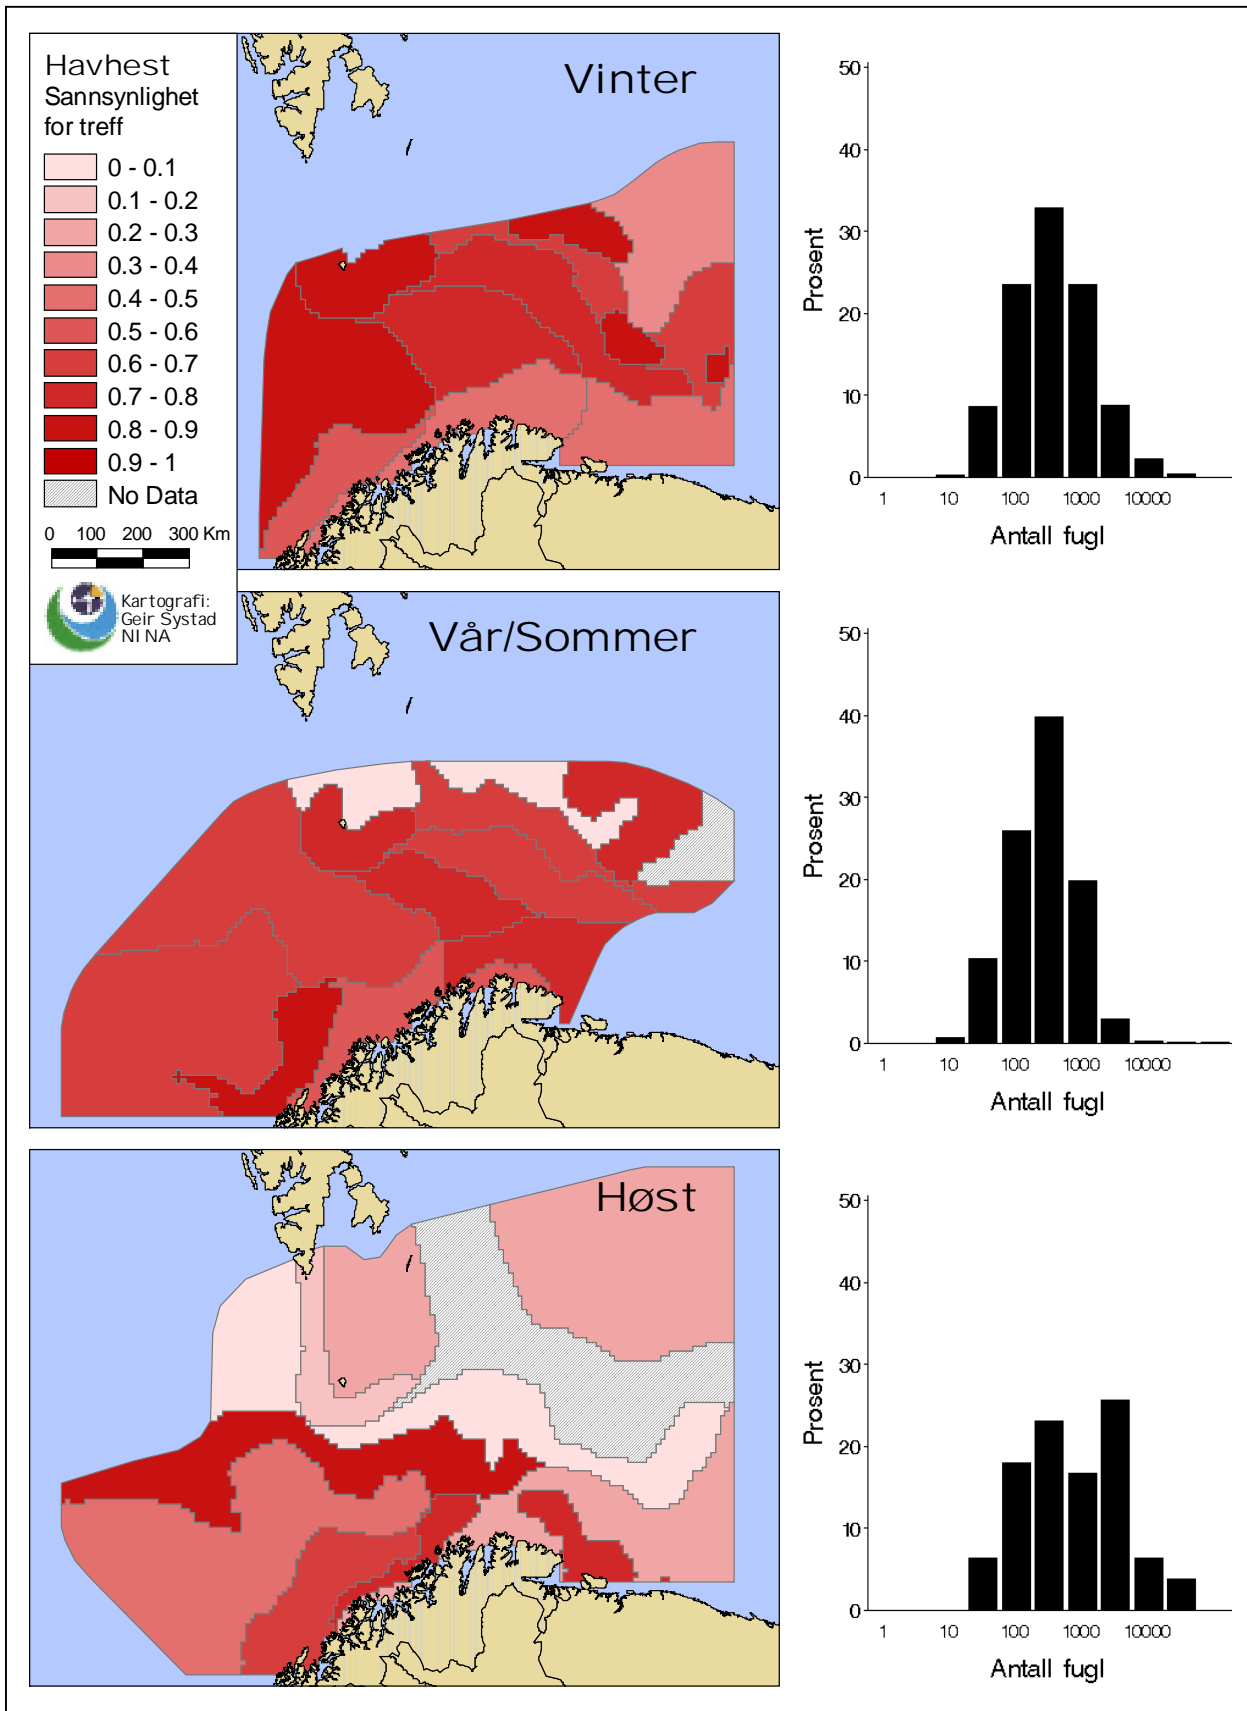 Havhest
Sannsynlighet
for treff
0 - 0.1
0.1 - 0.2
0.2 - 0.3
0.3 - 0.4
0.4 - 0.5
0.5 - 0.6
0.6 - 0.7
0.7 - 0.8
0.8 - 0.9
0.9 - 1
No Data
0 100 200 300 Km
Kartografi:
Geir Systad
NINA
Vinter
50
40
30
20
10
0
Prosent
1 10 100 1000 10000
Antall fugl
Vår/Sommer
50
40
30
20
10
0
Prosent
1 10 100 1000 10000
Antall fugl
Høst
50
40
30
20
10
0
Prosent
1 10 100 1000 10000
Antall fugl